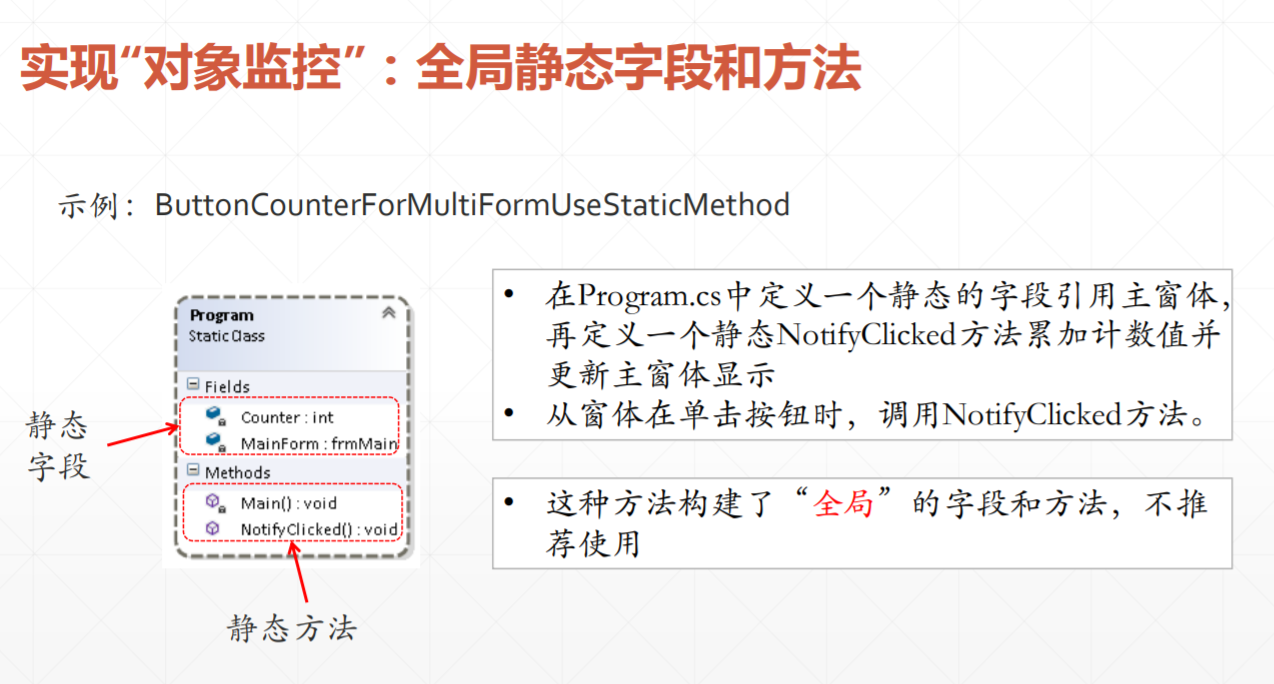 实现“对象监控”：全局静态字段和方法
示例：ButtonCounterForMultiFormUseStaticMethod
Program
Static Class
Fields
Counter : int
MainForm : frmMain
Methods
Main() : void
NotifyClicked() : void
静态
字段
静态方法
• 在Program.cs中定义一个静态的字段引用主窗体，
再定义一个静态NotifyClicked方法累加计数值并
更新主窗体显示
• 从窗体在单击按钮时，调用NotifyClicked方法。
• 这种方法构建了“全局”的字段和方法，不推
荐使用